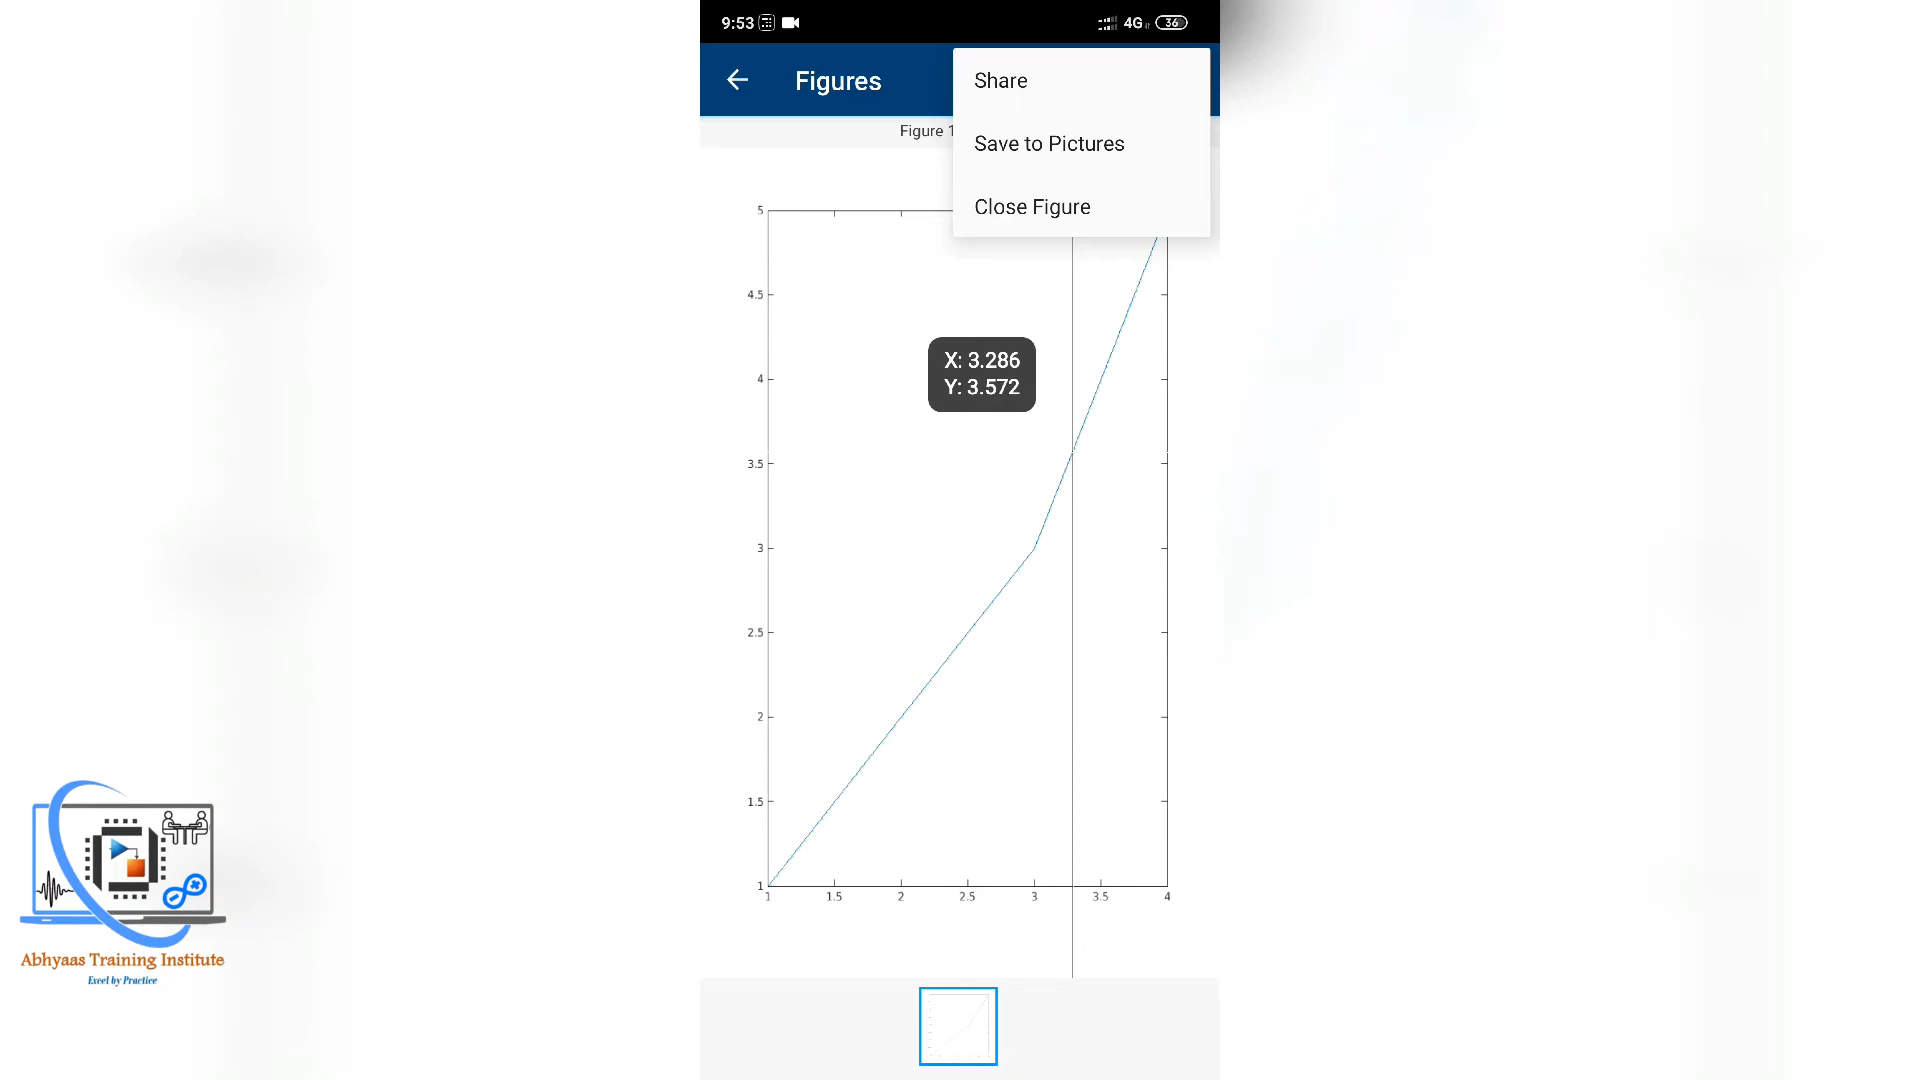 9:53
4G
36
Figures
Share
Figure 1
Save to Pictures
Close Figure
5
4.5
X: 3.286
Y: 3.572
4
3.5
3
2.5
2
1.5
1
1 1.5 2 2.5 3 3.5 4
Abhyaas Training Institute
Excel by Practice